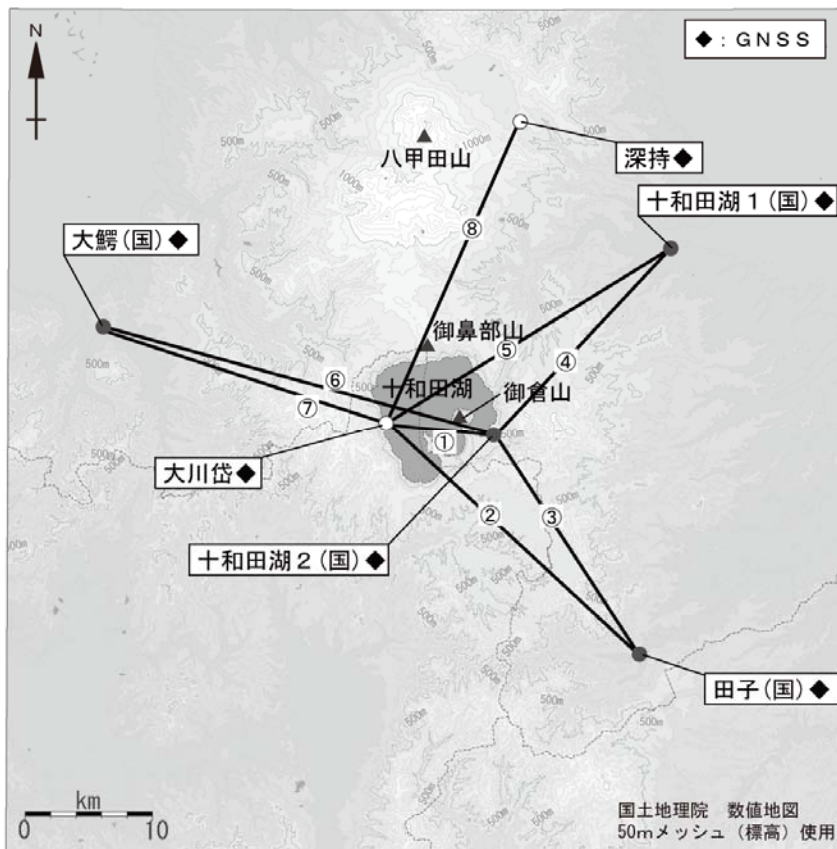 N
◆:GNSS
八甲田山
深持◆
十和田湖1(国)◆
大鰐(国)◆
御鼻部山
十和田湖
御倉山
大川岱◆
十和田湖2(国)◆
田子(国)◆
①
②
③
④
⑤
⑥
⑦
⑧
500m
1000m
1000m
500m
km
0 10
国土地理院 数値地図
50mメッシュ(標高)使用